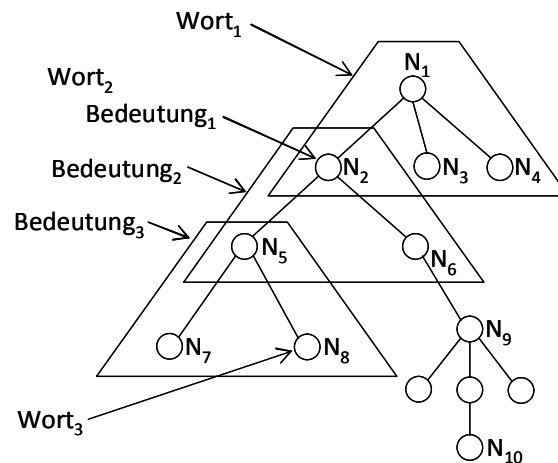 Wort₁
N₁
Wort₂
Bedeutung₁
Bedeutung₂
N₂
N₃
N₄
Bedeutung₃
N₅
N₆
N₇
N₈
N₉
Wort₃
N₁₀